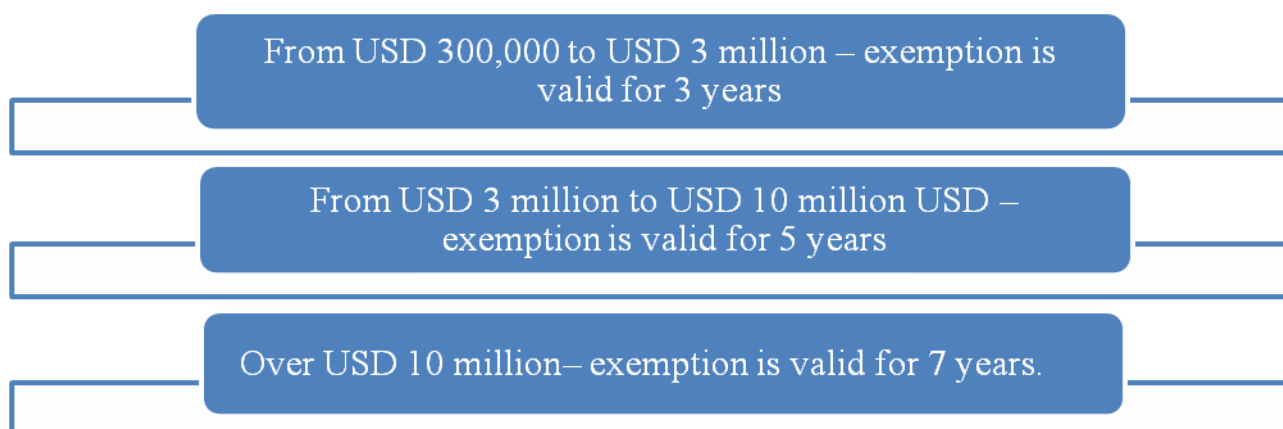 From USD 300,000 to USD 3 million – exemption is
valid for 3 years
From USD 3 million to USD 10 million USD –
exemption is valid for 5 years
Over USD 10 million– exemption is valid for 7 years.